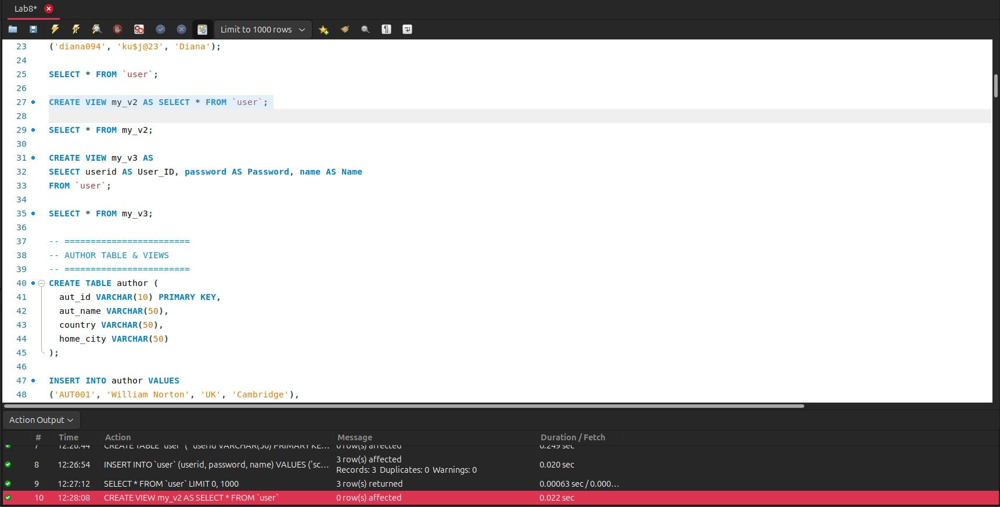 Lab8*
Limit to 1000 rows
23 ('diana094', 'ku$j@23', 'Diana');
24
25 SELECT * FROM `user`;
26
27 CREATE VIEW my_v2 AS SELECT * FROM `user`;
28
29 SELECT * FROM my_v2;
30
31 CREATE VIEW my_v3 AS
32 SELECT userid AS User_ID, password AS Password, name AS Name
33 FROM `user`;
34
35 SELECT * FROM my_v3;
36
37 -- ========================
38 -- AUTHOR TABLE & VIEWS
39 -- ========================
40 CREATE TABLE author (
41 aut_id VARCHAR(10) PRIMARY KEY,
42 aut_name VARCHAR(50),
43 country VARCHAR(50),
44 home_city VARCHAR(50)
45 );
46
47 INSERT INTO author VALUES
48 ('AUT001', 'William Norton', 'UK', 'Cambridge'),
Action Output
# Time Action Message Duration / Fetch
7 12:26:44 CREATE TABLE `user` ( userid VARCHAR(50) PRIMARY KE... 0 row(s) affected 0.249 sec
8 12:26:54 INSERT INTO `user` (userid, password, name) VALUES ('sc... 3 row(s) affected 0.020 sec
Records: 3 Duplicates: 0 Warnings: 0
9 12:27:12 SELECT * FROM `user` LIMIT 0, 1000 3 row(s) returned 0.00063 sec / 0.000...
10 12:28:08 CREATE VIEW my_v2 AS SELECT * FROM `user` 0 row(s) affected 0.022 sec